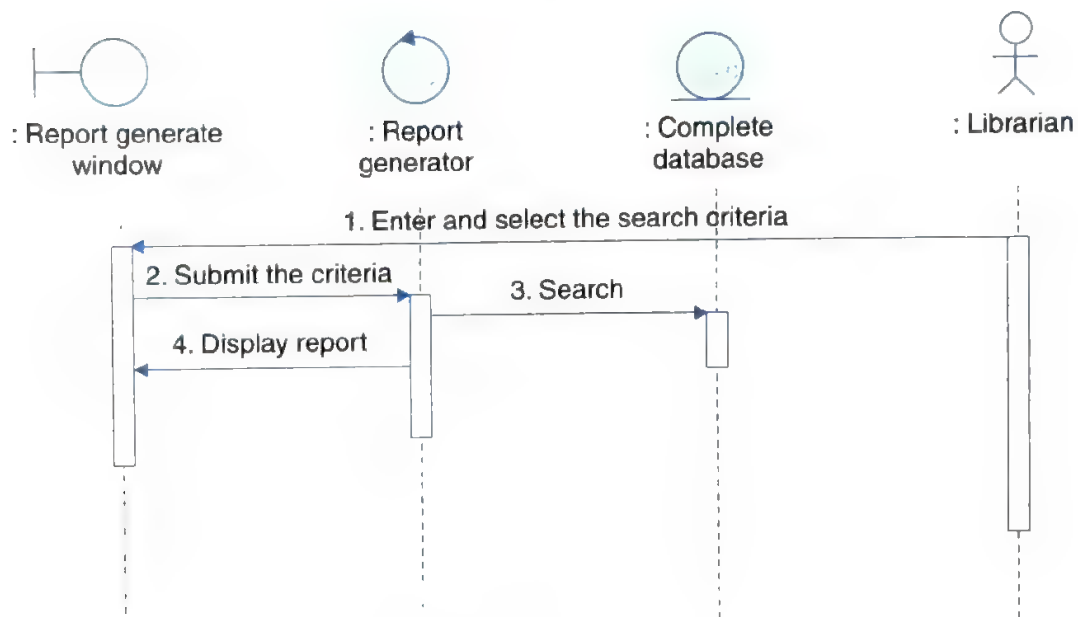 : Report generate
window
: Report
generator
: Complete
database
: Librarian
1. Enter and select the search criteria
2. Submit the criteria
3. Search
4. Display report